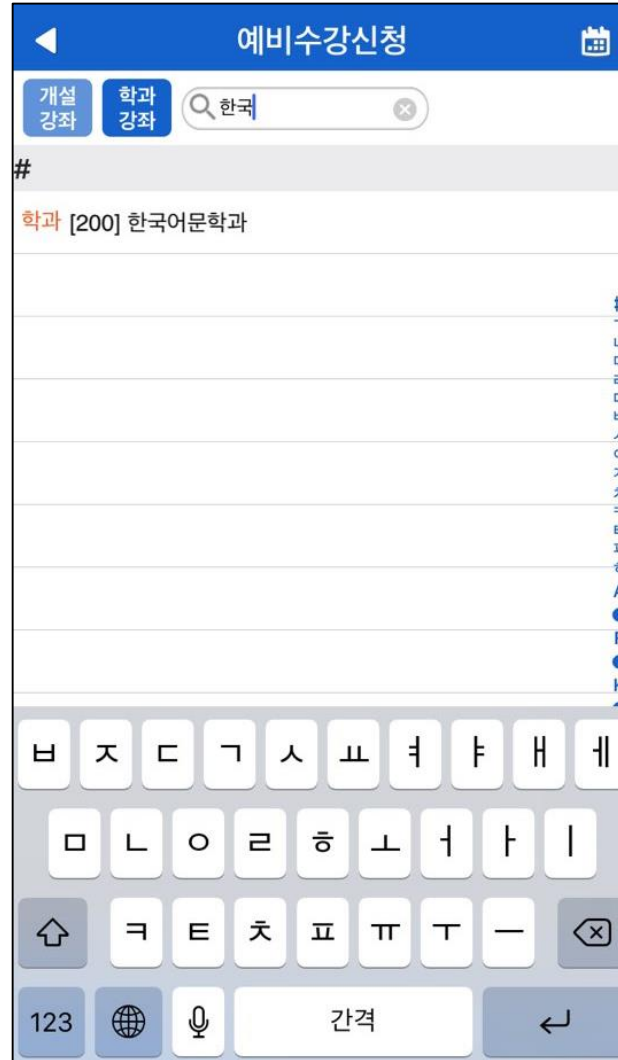 예비수강신청
개설
강좌
학과
강좌
한국
#
학과 [200] 한국어문학과
ㅂ ㅈ ㄷ ㄱ ㅅ ㅛ ㅕ ㅑ ㅐ ㅔ
ㅁ ㄴ ㅇ ㄹ ㅎ ㅗ ㅓ ㅏ ㅣ
ㅋ ㅌ ㅊ ㅍ ㅠ ㅜ ㅡ
123 간격